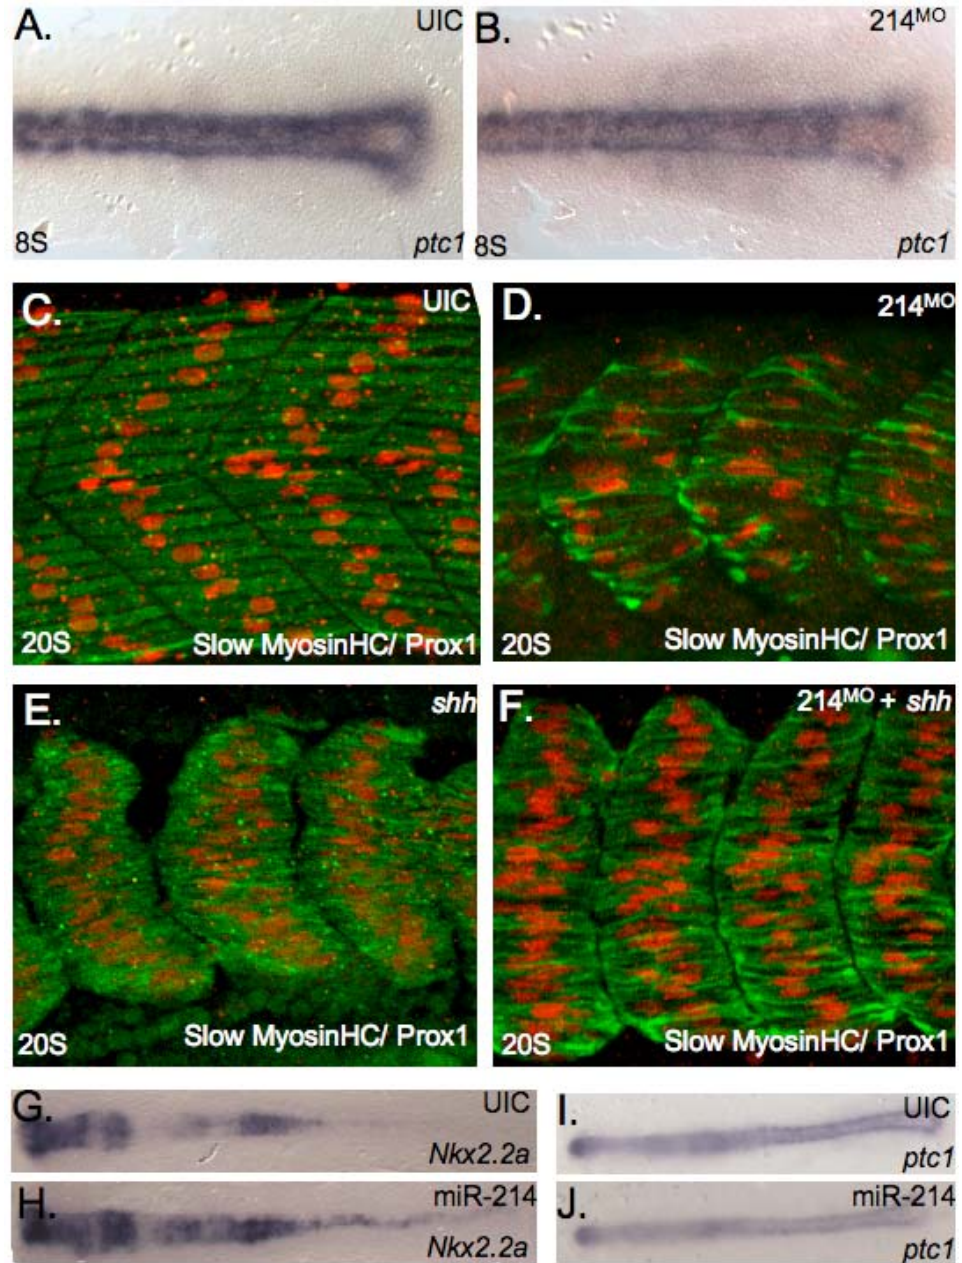 A. UIC
8S ptc1
B. 214MO
8S ptc1
C. UIC
20S Slow MyosinHC/ Prox1
D. 214MO
20S Slow MyosinHC/ Prox1
E. shh
20S Slow MyosinHC/ Prox1
F. 214MO + shh
20S Slow MyosinHC/ Prox1
G. UIC
Nkx2.2a
H. miR-214
Nkx2.2a
I. UIC
ptc1
J. miR-214
ptc1